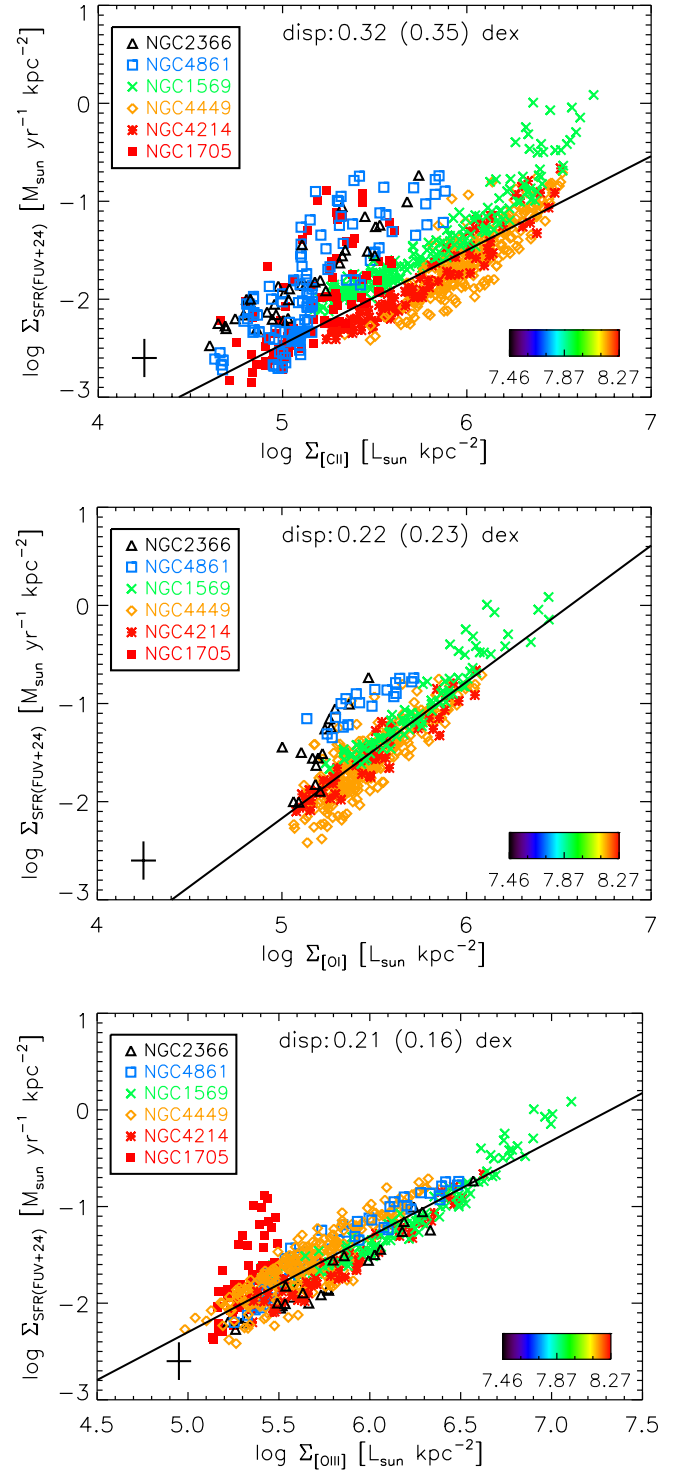 disp:0.32 (0.35) dex
NGC2366
NGC4861
NGC1569
NGC4449
NGC4214
NGC1705
log Σ_SFR(FUV+24) [M_sun yr⁻¹ kpc⁻²]
1
0
−1
−2
−3
7.46 7.87 8.27
4 5 6 7
log Σ_[CII] [L_sun kpc⁻²]
disp:0.22 (0.23) dex
NGC2366
NGC4861
NGC1569
NGC4449
NGC4214
NGC1705
log Σ_SFR(FUV+24) [M_sun yr⁻¹ kpc⁻²]
1
0
−1
−2
−3
7.46 7.87 8.27
4 5 6 7
log Σ_[OI] [L_sun kpc⁻²]
disp:0.21 (0.16) dex
NGC2366
NGC4861
NGC1569
NGC4449
NGC4214
NGC1705
log Σ_SFR(FUV+24) [M_sun yr⁻¹ kpc⁻²]
1
0
−1
−2
−3
7.46 7.87 8.27
4.5 5.0 5.5 6.0 6.5 7.0 7.5
log Σ_[OIII] [L_sun kpc⁻²]